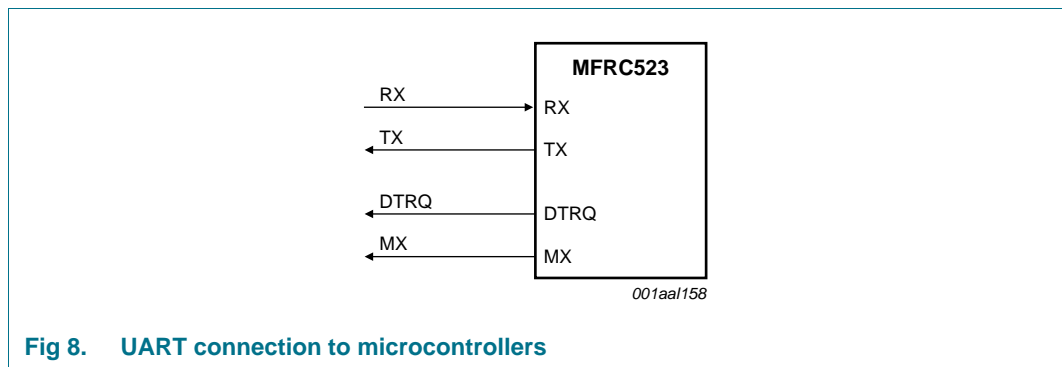 MFRC523
RX
RX
TX
TX
DTRQ
DTRQ
MX
MX
001aal158
Fig 8. UART connection to microcontrollers